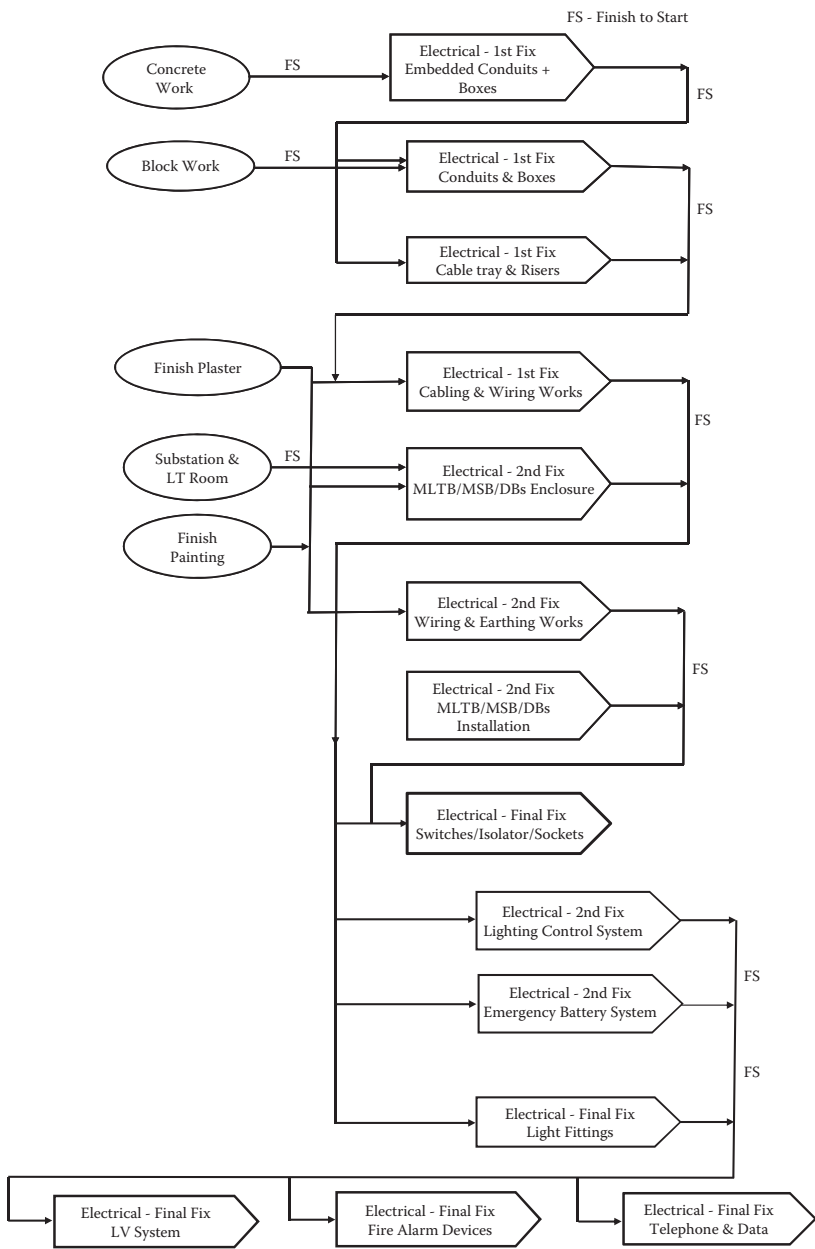 FS - Finish to Start
Concrete
Work
FS
Electrical - 1st Fix
Embedded Conduits +
Boxes
FS
Block Work
FS
Electrical - 1st Fix
Conduits & Boxes
FS
Electrical - 1st Fix
Cable tray & Risers
Finish Plaster
Electrical - 1st Fix
Cabling & Wiring Works
FS
Substation &
LT Room
FS
Electrical - 2nd Fix
MLTB/MSB/DBs Enclosure
Finish
Painting
Electrical - 2nd Fix
Wiring & Earthing Works
FS
Electrical - 2nd Fix
MLTB/MSB/DBs
Installation
Electrical - Final Fix
Switches/Isolator/Sockets
Electrical - 2nd Fix
Lighting Control System
FS
Electrical - 2nd Fix
Emergency Battery System
FS
Electrical - Final Fix
Light Fittings
Electrical - Final Fix
LV System
Electrical - Final Fix
Fire Alarm Devices
Electrical - Final Fix
Telephone & Data